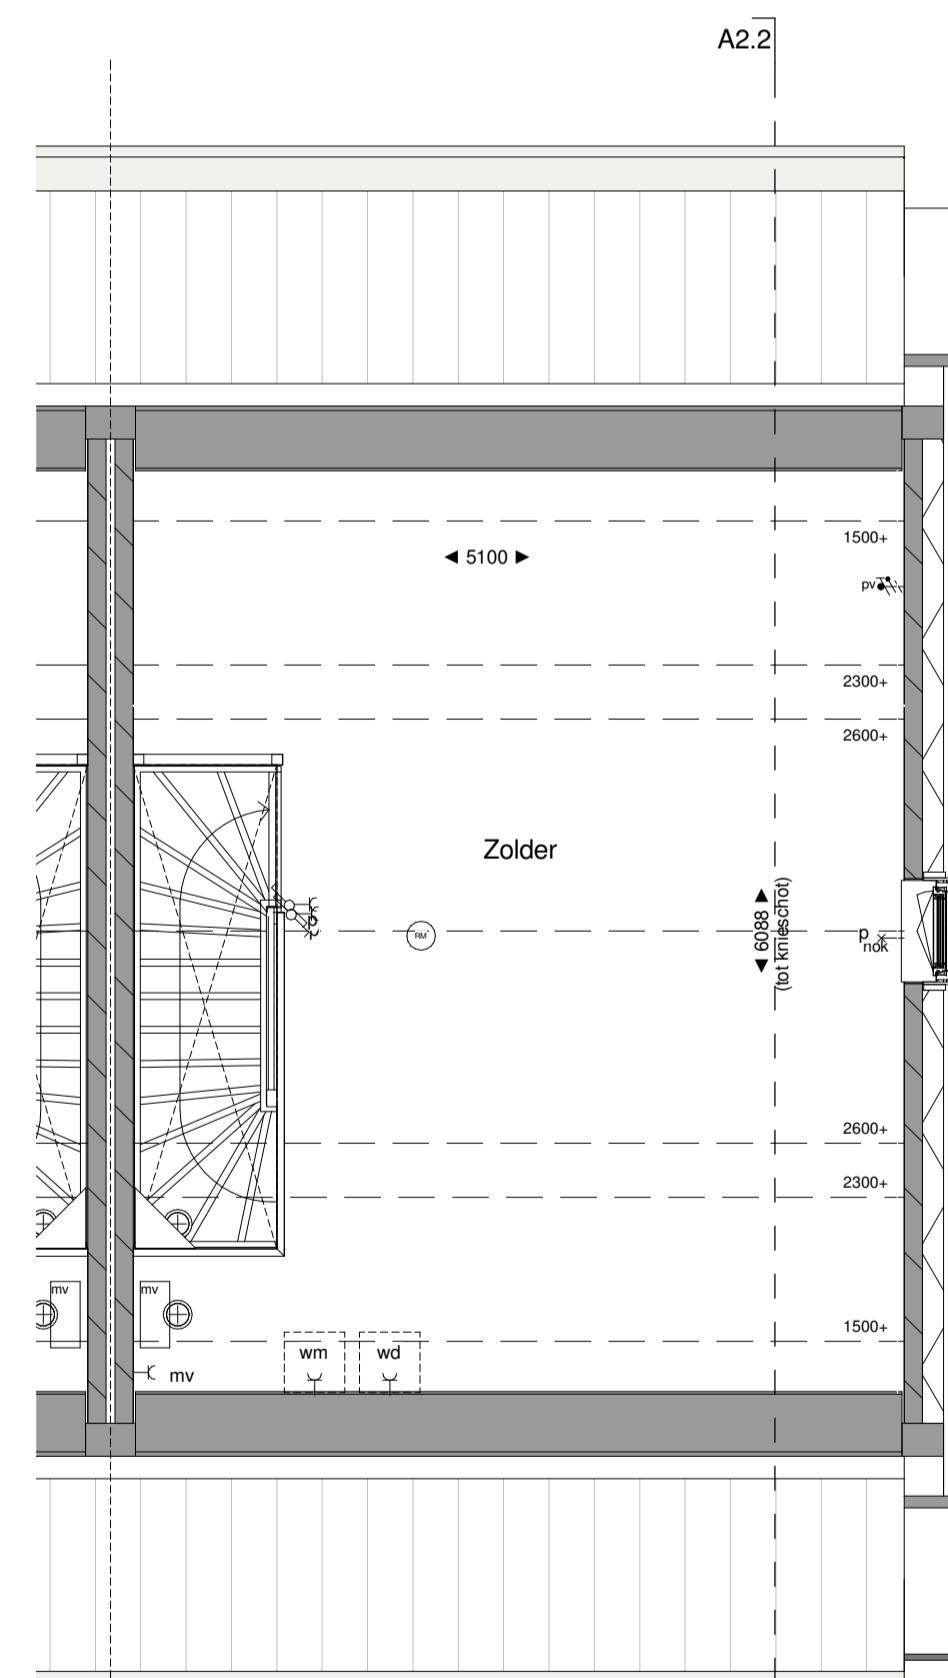 A2.2
1500+
◄ 5100 ►
pv
2300+
2600+
Zolder
◄ 6088 ►
(tot knieschot)
RM
p
nok
2600+
2300+
mv
mv
1500+
wm
wd
mv